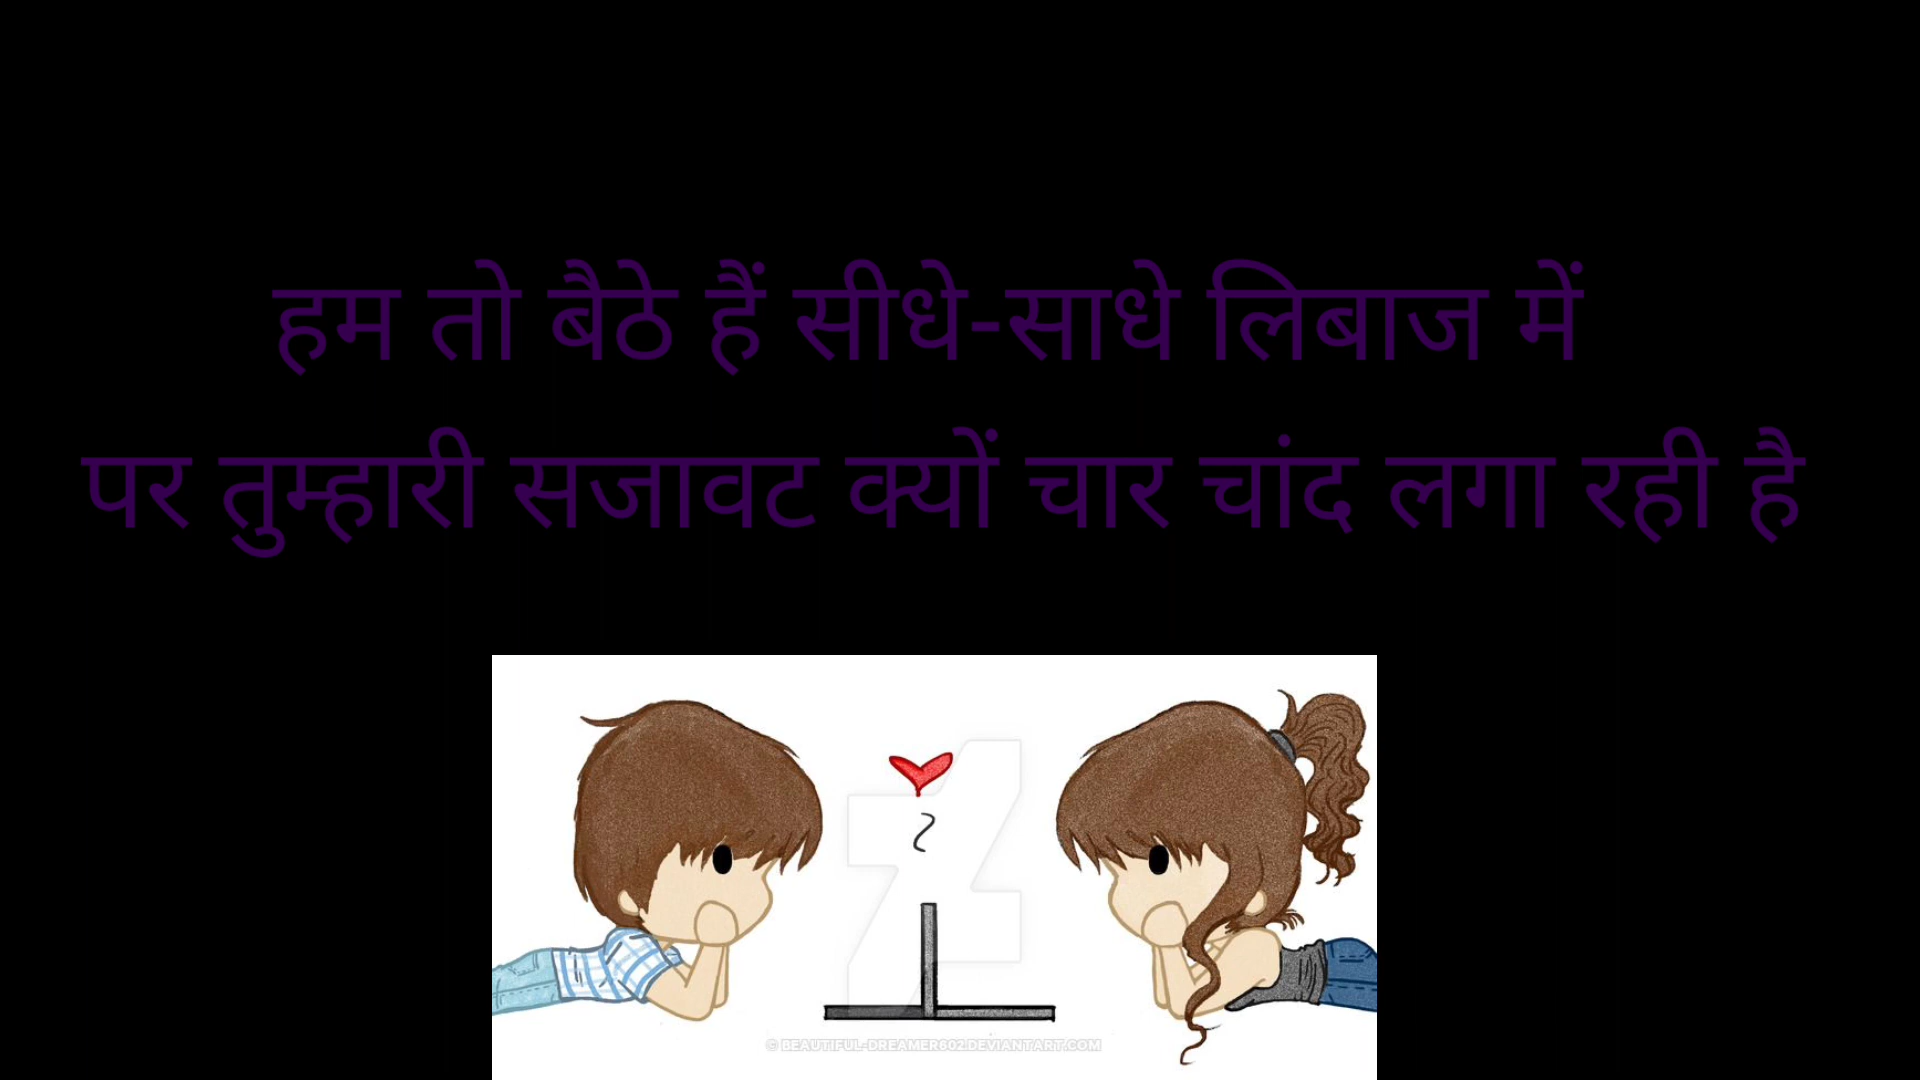 हम तो बैठे हैं सीधे-साधे लिबाज में
पर तुम्हारी सजावट क्यों चार चांद लगा रही है
© BEAUTIFUL-DREAMER602.DEVIANTART.COM